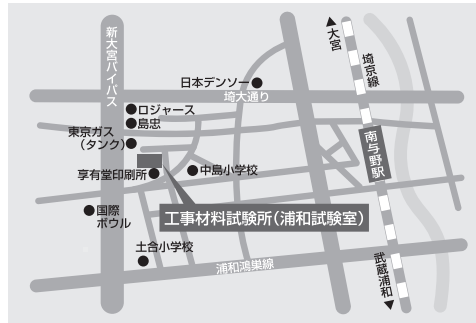 新大宮バイパス
▲大宮
埼京線
日本デンソー
埼大通り
ロジャース
島忠
東京ガス
（タンク）
南与野駅
享有堂印刷所
中島小学校
国際
ボウル
工事材料試験所（浦和試験室）
土合小学校
浦和鴻巣線
武蔵浦和▼